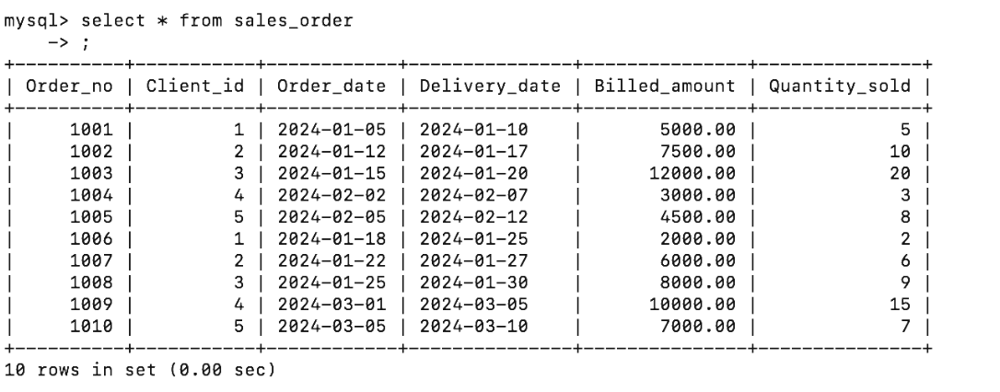 mysql> select * from sales_order
    -> ;
+----------+-----------+------------+---------------+---------------+---------------+
| Order_no | Client_id | Order_date | Delivery_date | Billed_amount | Quantity_sold |
+----------+-----------+------------+---------------+---------------+---------------+
|     1001 |         1 | 2024-01-05 | 2024-01-10    |       5000.00 |             5 |
|     1002 |         2 | 2024-01-12 | 2024-01-17    |       7500.00 |            10 |
|     1003 |         3 | 2024-01-15 | 2024-01-20    |      12000.00 |            20 |
|     1004 |         4 | 2024-02-02 | 2024-02-07    |       3000.00 |             3 |
|     1005 |         5 | 2024-02-05 | 2024-02-12    |       4500.00 |             8 |
|     1006 |         1 | 2024-01-18 | 2024-01-25    |       2000.00 |             2 |
|     1007 |         2 | 2024-01-22 | 2024-01-27    |       6000.00 |             6 |
|     1008 |         3 | 2024-01-25 | 2024-01-30    |       8000.00 |             9 |
|     1009 |         4 | 2024-03-01 | 2024-03-05    |      10000.00 |            15 |
|     1010 |         5 | 2024-03-05 | 2024-03-10    |       7000.00 |             7 |
+----------+-----------+------------+---------------+---------------+---------------+
10 rows in set (0.00 sec)